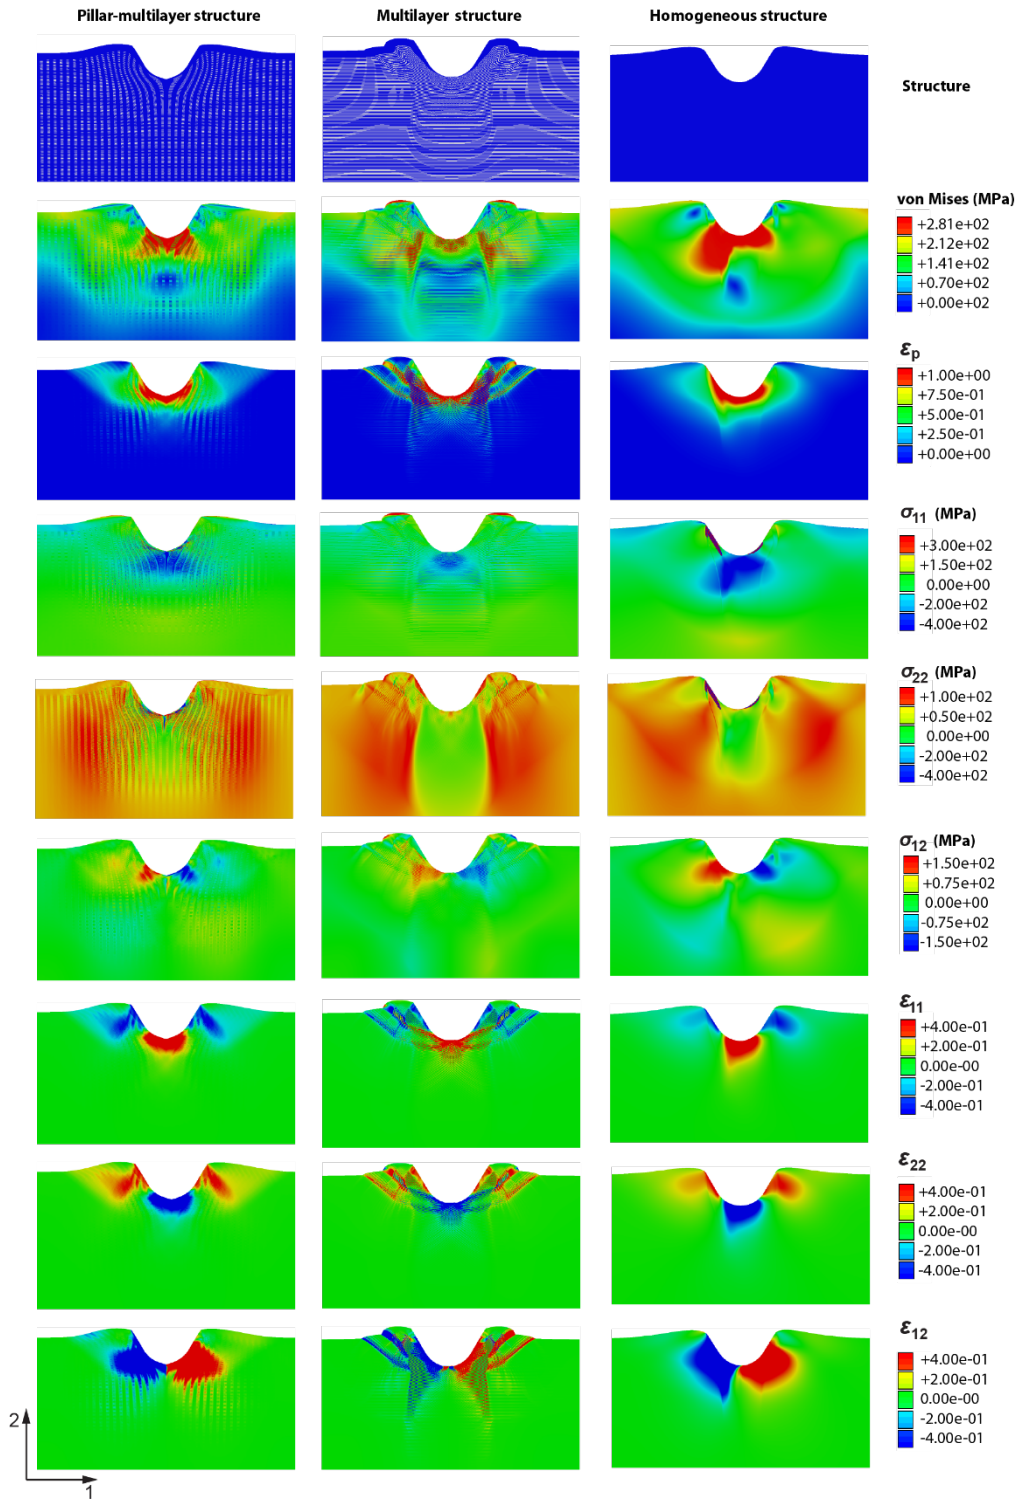 Pillar-multilayer structure Multilayer structure Homogeneous structure
Structure
von Mises (MPa)
+2.81e+02
+2.12e+02
+1.41e+02
+0.70e+02
+0.00e+02
εp
+1.00e+00
+7.50e-01
+5.00e-01
+2.50e-01
+0.00e+00
σ11 (MPa)
+3.00e+02
+1.50e+02
0.00e+00
-2.00e+02
-4.00e+02
σ22 (MPa)
+1.00e+02
+0.50e+02
0.00e+00
-2.00e+02
-4.00e+02
σ12 (MPa)
+1.50e+02
+0.75e+02
0.00e+00
-0.75e+02
-1.50e+02
ε11
+4.00e-01
+2.00e-01
0.00e-00
-2.00e-01
-4.00e-01
ε22
+4.00e-01
+2.00e-01
0.00e-00
-2.00e-01
-4.00e-01
ε12
+4.00e-01
+2.00e-01
0.00e-00
-2.00e-01
-4.00e-01
2
1